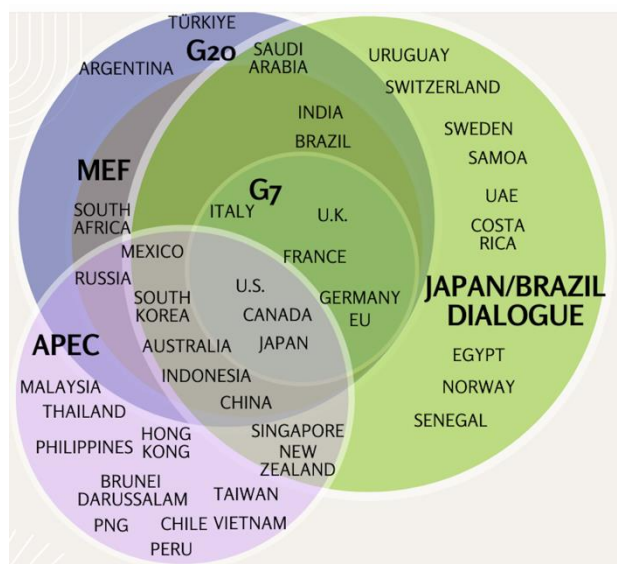 TÜRKIYE
G20
SAUDI
ARABIA
URUGUAY
ARGENTINA
SWITZERLAND
INDIA
BRAZIL
SWEDEN
SAMOA
MEF
G7
UAE
SOUTH
AFRICA
ITALY
U.K.
COSTA
RICA
MEXICO
FRANCE
RUSSIA
U.S.
SOUTH
KOREA
GERMANY
EU
JAPAN/BRAZIL
DIALOGUE
CANADA
APEC
AUSTRALIA
JAPAN
EGYPT
INDONESIA
MALAYSIA
NORWAY
THAILAND
CHINA
SENEGAL
PHILIPPINES
HONG
KONG
SINGAPORE
NEW
ZEALAND
BRUNEI
DARUSSALAM
TAIWAN
PNG
CHILE
VIETNAM
PERU